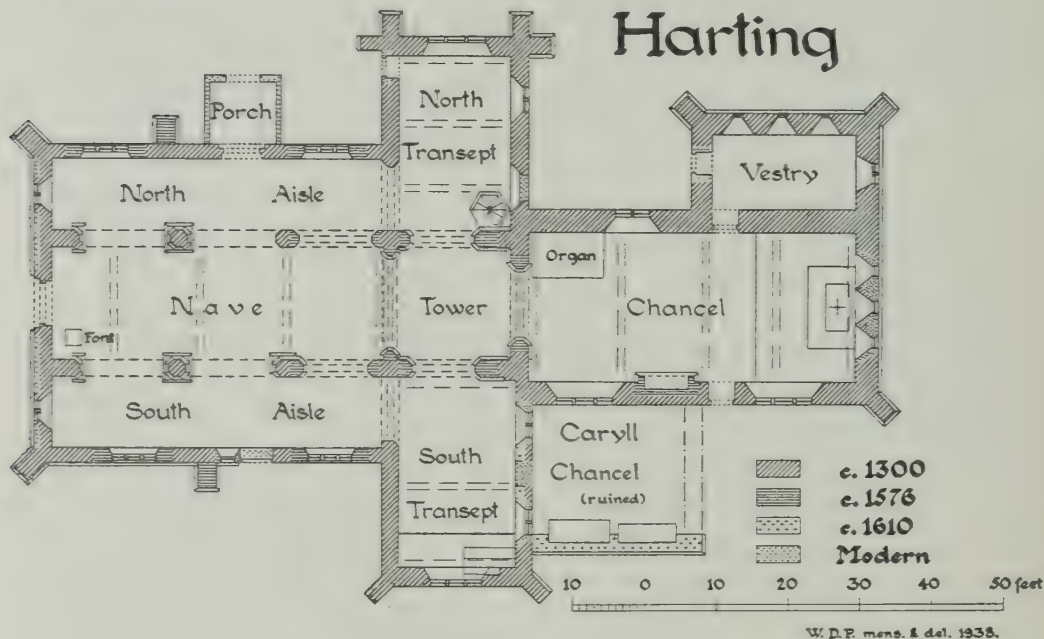 Harting
North
Transept
Porch
Vestry
North Aisle
Organ
Nave
Tower
Chancel
Font
South Aisle
Caryll
Chancel
(ruined)
South
Transept
c. 1300
c. 1576
c. 1610
Modern
10 0 10 20 30 40 50 feet
W. D. P. mens. & del. 1938.